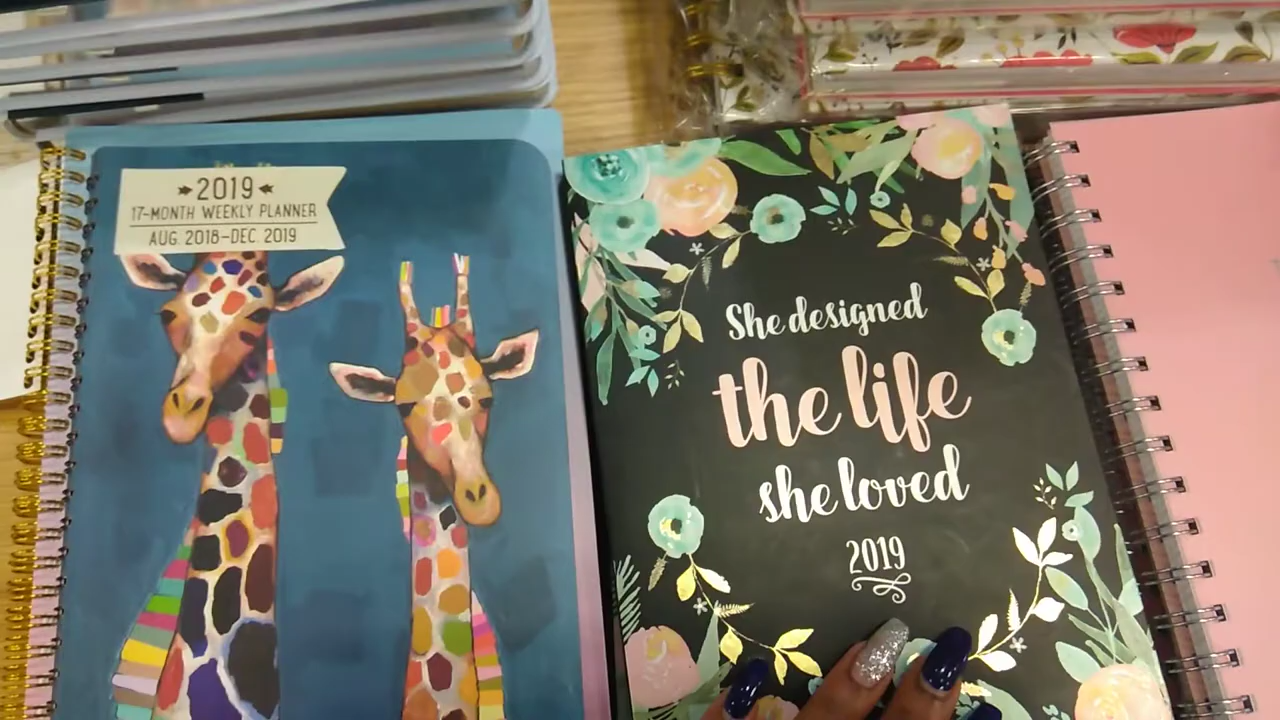 2019
17-MONTH WEEKLY PLANNER
AUG. 2018-DEC. 2019
She designed
the life
she loved
2019